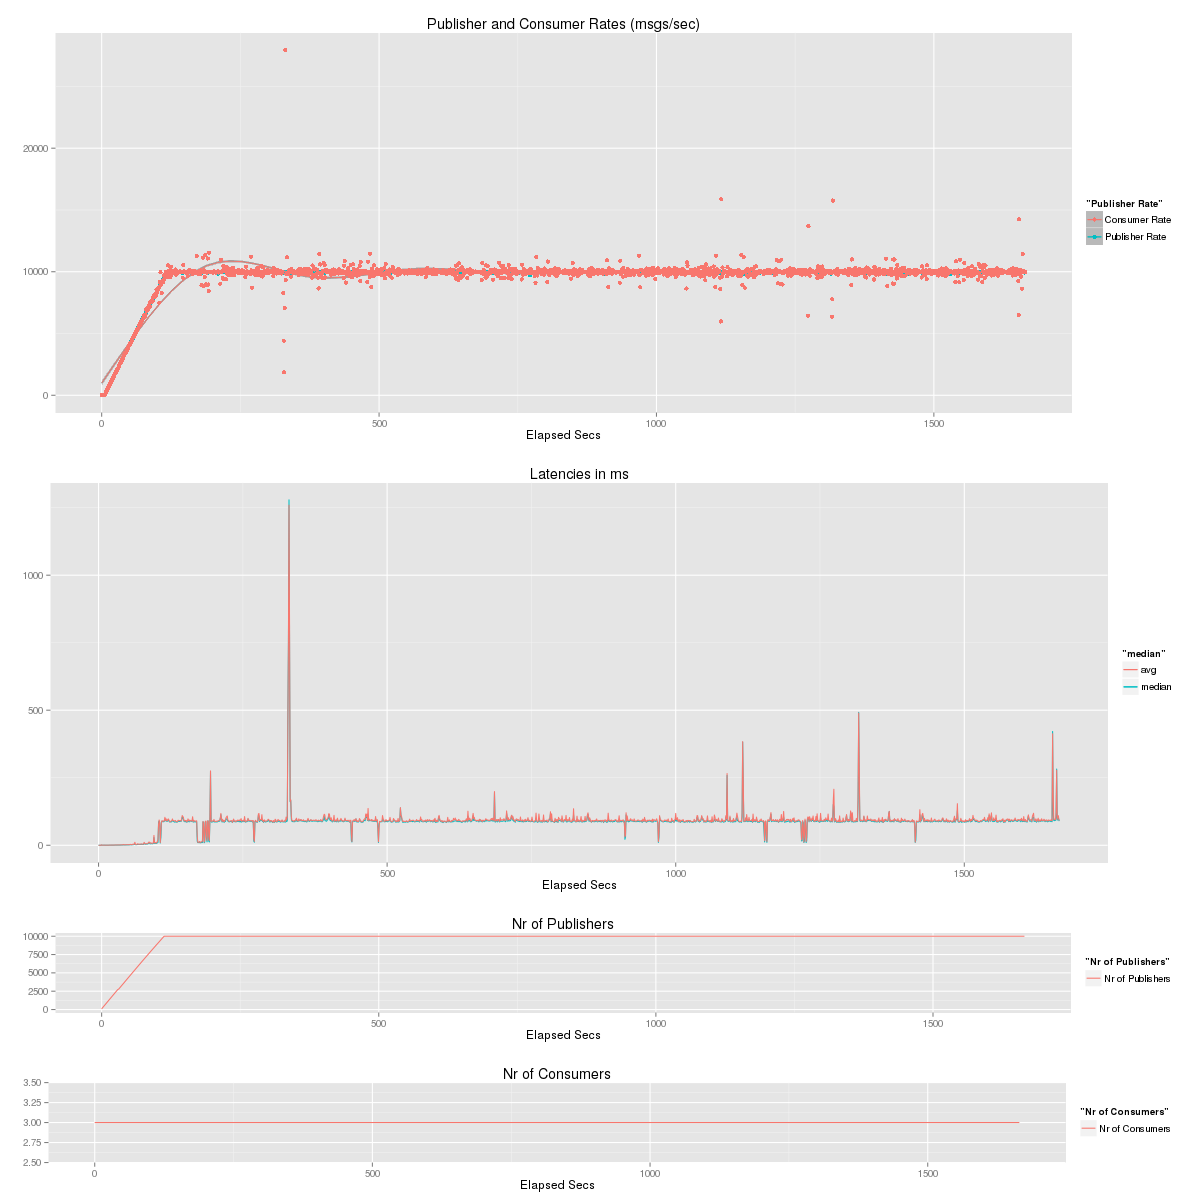 Publisher and Consumer Rates (msgs/sec)
20000
10000
0
0 500 1000 1500
Elapsed Secs
"Publisher Rate"
Consumer Rate
Publisher Rate
Latencies in ms
1000
500
0
0 500 1000 1500
Elapsed Secs
"median"
avg
median
Nr of Publishers
10000
7500
5000
2500
0
0 500 1000 1500
Elapsed Secs
"Nr of Publishers"
Nr of Publishers
Nr of Consumers
3.50
3.25
3.00
2.75
2.50
0 500 1000 1500
Elapsed Secs
"Nr of Consumers"
Nr of Consumers